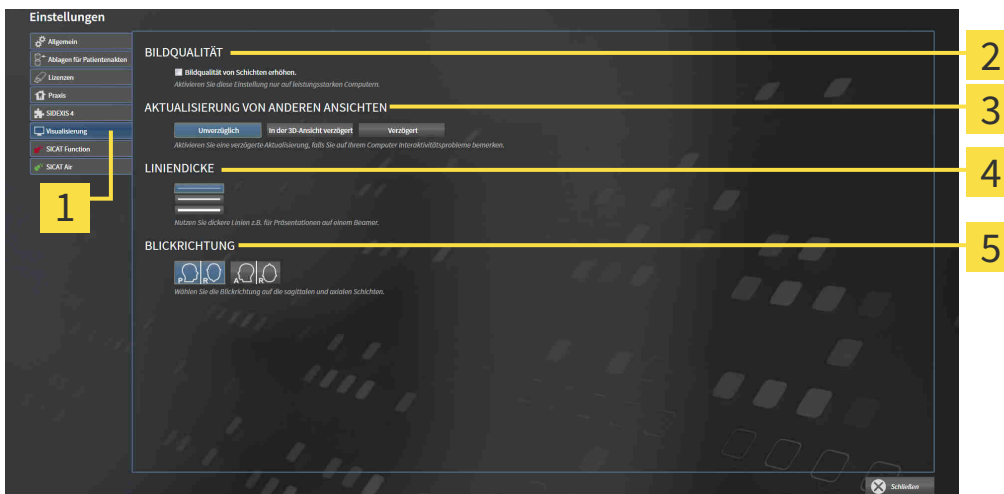 Einstellungen
Allgemein
Ablagen für Patientenakten
Lizenzen
Praxis
SIDEXIS 4
Visualisierung
SICAT Function
SICAT Air
1
BILDQUALITÄT
2
Bildqualität von Schichten erhöhen.
Aktivieren Sie diese Einstellung nur auf leistungsstarken Computern.
AKTUALISIERUNG VON ANDEREN ANSICHTEN
3
Unverzüglich In der 3D-Ansicht verzögert Verzögert
Aktivieren Sie eine verzögerte Aktualisierung, falls Sie auf Ihrem Computer Interaktivitätsprobleme bemerken.
LINIENDICKE
4
Nutzen Sie dickere Linien z.B. für Präsentationen auf einem Beamer.
BLICKRICHTUNG
5
P R A R
Wählen Sie die Blickrichtung auf die sagittalen und axialen Schichten.
Schließen